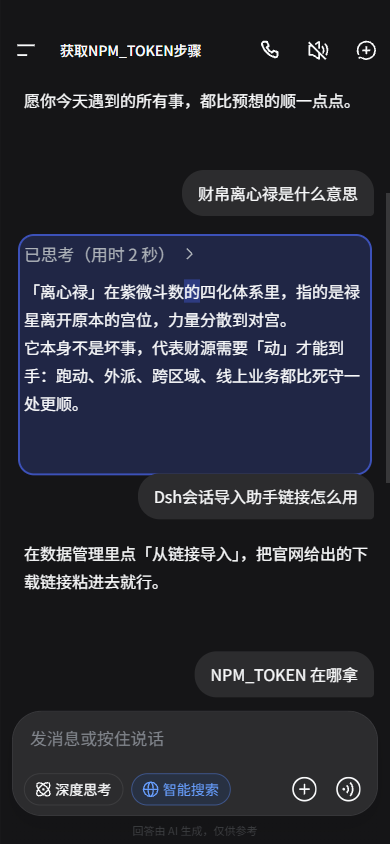 获取NPM_TOKEN步骤
愿你今天遇到的所有事，都比预想的顺一点点。
财帛离心禄是什么意思
已思考（用时 2 秒）
「离心禄」在紫微斗数的四化体系里，指的是禄
星离开原本的宫位，力量分散到对宫。
它本身不是坏事，代表财源需要「动」才能到
手：跑动、外派、跨区域、线上业务都比死守一
处更顺。
Dsh会话导入助手链接怎么用
在数据管理里点「从链接导入」，把官网给出的下
载链接粘进去就行。
NPM_TOKEN 在哪拿
发消息或按住说话
深度思考
智能搜索
回答由 AI 生成，仅供参考